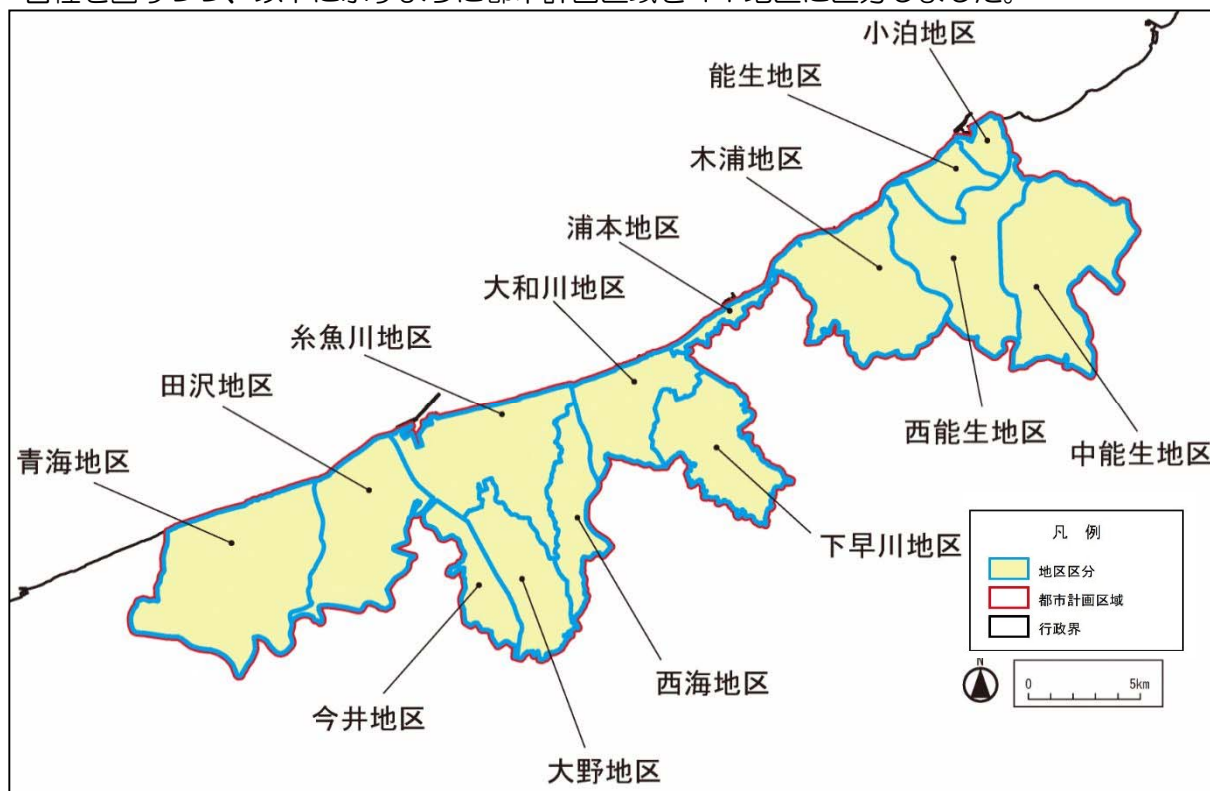 小泊地区
能生地区
木浦地区
浦本地区
大和川地区
糸魚川地区
田沢地区
青海地区
西能生地区
中能生地区
下早川地区
西海地区
今井地区
大野地区
凡 例
地区区分
都市計画区域
行政界
N
0 5km